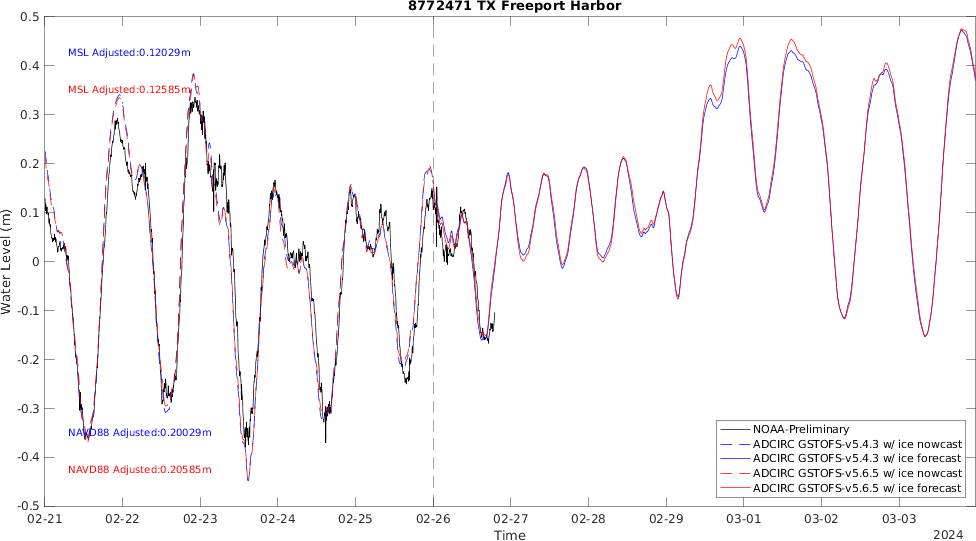 8772471 TX Freeport Harbor
0.5
0.4
0.3
0.2
0.1
0
-0.1
-0.2
-0.3
-0.4
-0.5
Water Level (m)
MSL Adjusted:0.12029m
MSL Adjusted:0.12585m
NAVD88 Adjusted:0.20029m
NAVD88 Adjusted:0.20585m
NOAA-Preliminary
ADCIRC GSTOFS-v5.4.3 w/ ice nowcast
ADCIRC GSTOFS-v5.4.3 w/ ice forecast
ADCIRC GSTOFS-v5.6.5 w/ ice nowcast
ADCIRC GSTOFS-v5.6.5 w/ ice forecast
02-21 02-22 02-23 02-24 02-25 02-26 02-27 02-28 02-29 03-01 03-02 03-03
Time
2024